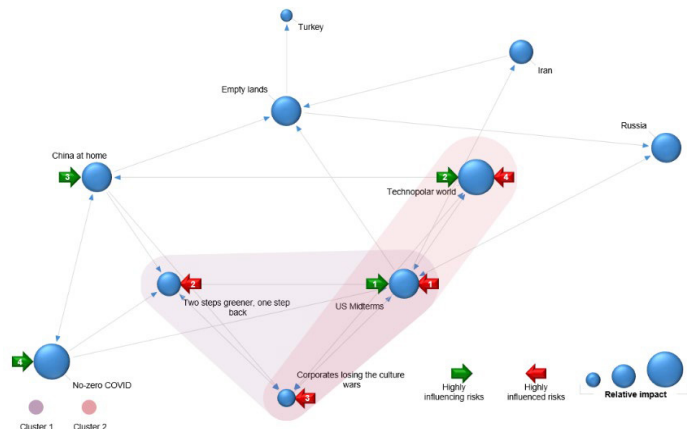 Turkey
Iran
Empty lands
Russia
China at home
3
2
4
Technopolar world
2
1
1
Two steps greener, one step
back
US Midterms
4
Corporates losing the culture
wars
3
No-zero COVID
Highly
influencing risks
Highly
influenced risks
Relative impact
Cluster 1
Cluster 2